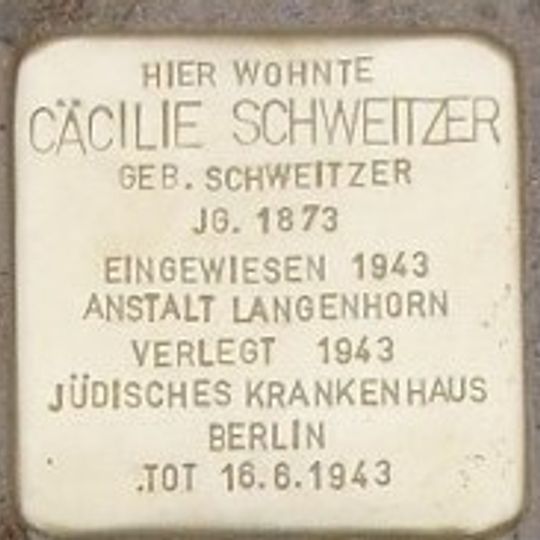 HIER WOHNTE
CÄCILIE SCHWEITZER
GEB. SCHWEITZER
JG. 1873
EINGEWIESEN 1943
ANSTALT LANGENHORN
VERLEGT 1943
JÜDISCHES KRANKENHAUS
BERLIN
TOT 16.6.1943